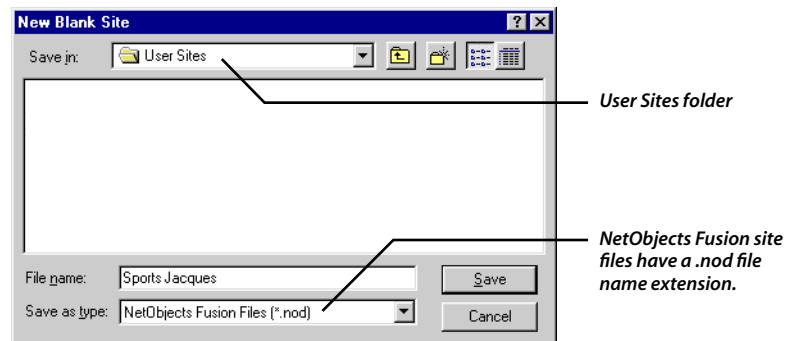 New Blank Site
Save in: User Sites
User Sites folder
NetObjects Fusion site
files have a .nod file
name extension.
File name: Sports Jacques Save
Save as type: NetObjects Fusion Files (*.nod) Cancel